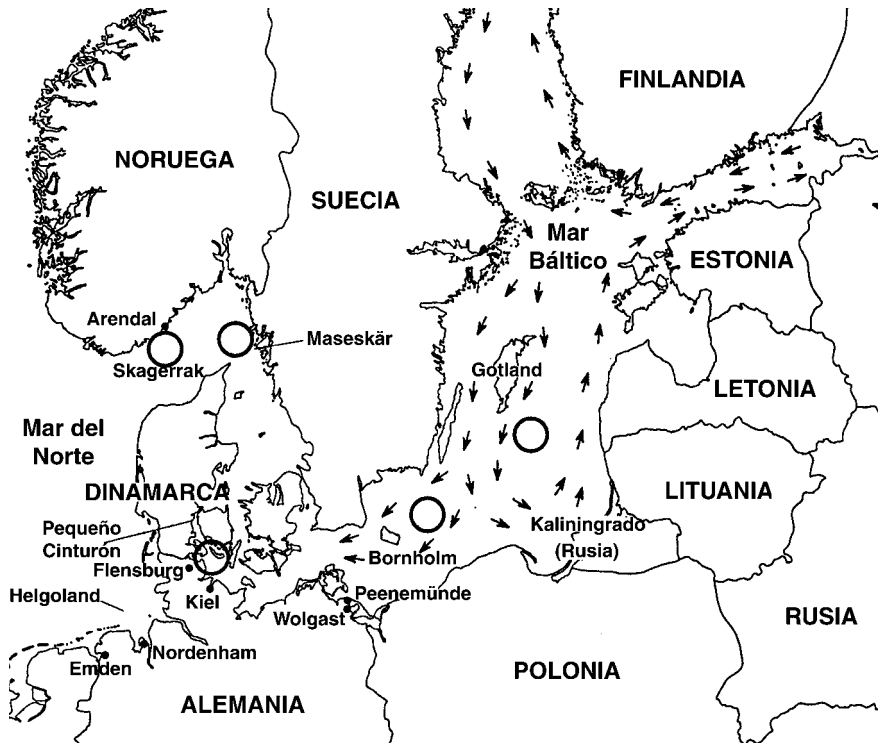 FINLANDIA
NORUEGA
SUECIA
Mar
Báltico
ESTONIA
Arendal
Maseskär
Skagerrak
Gotland
LETONIA
Mar del
Norte
DINAMARCA
LITUANIA
Pequeño
Cinturón
Kaliningrado
(Rusia)
Bornholm
Flensburg
Helgoland
Kiel
Peenemünde
Wolgast
RUSIA
Nordenham
Emden
POLONIA
ALEMANIA